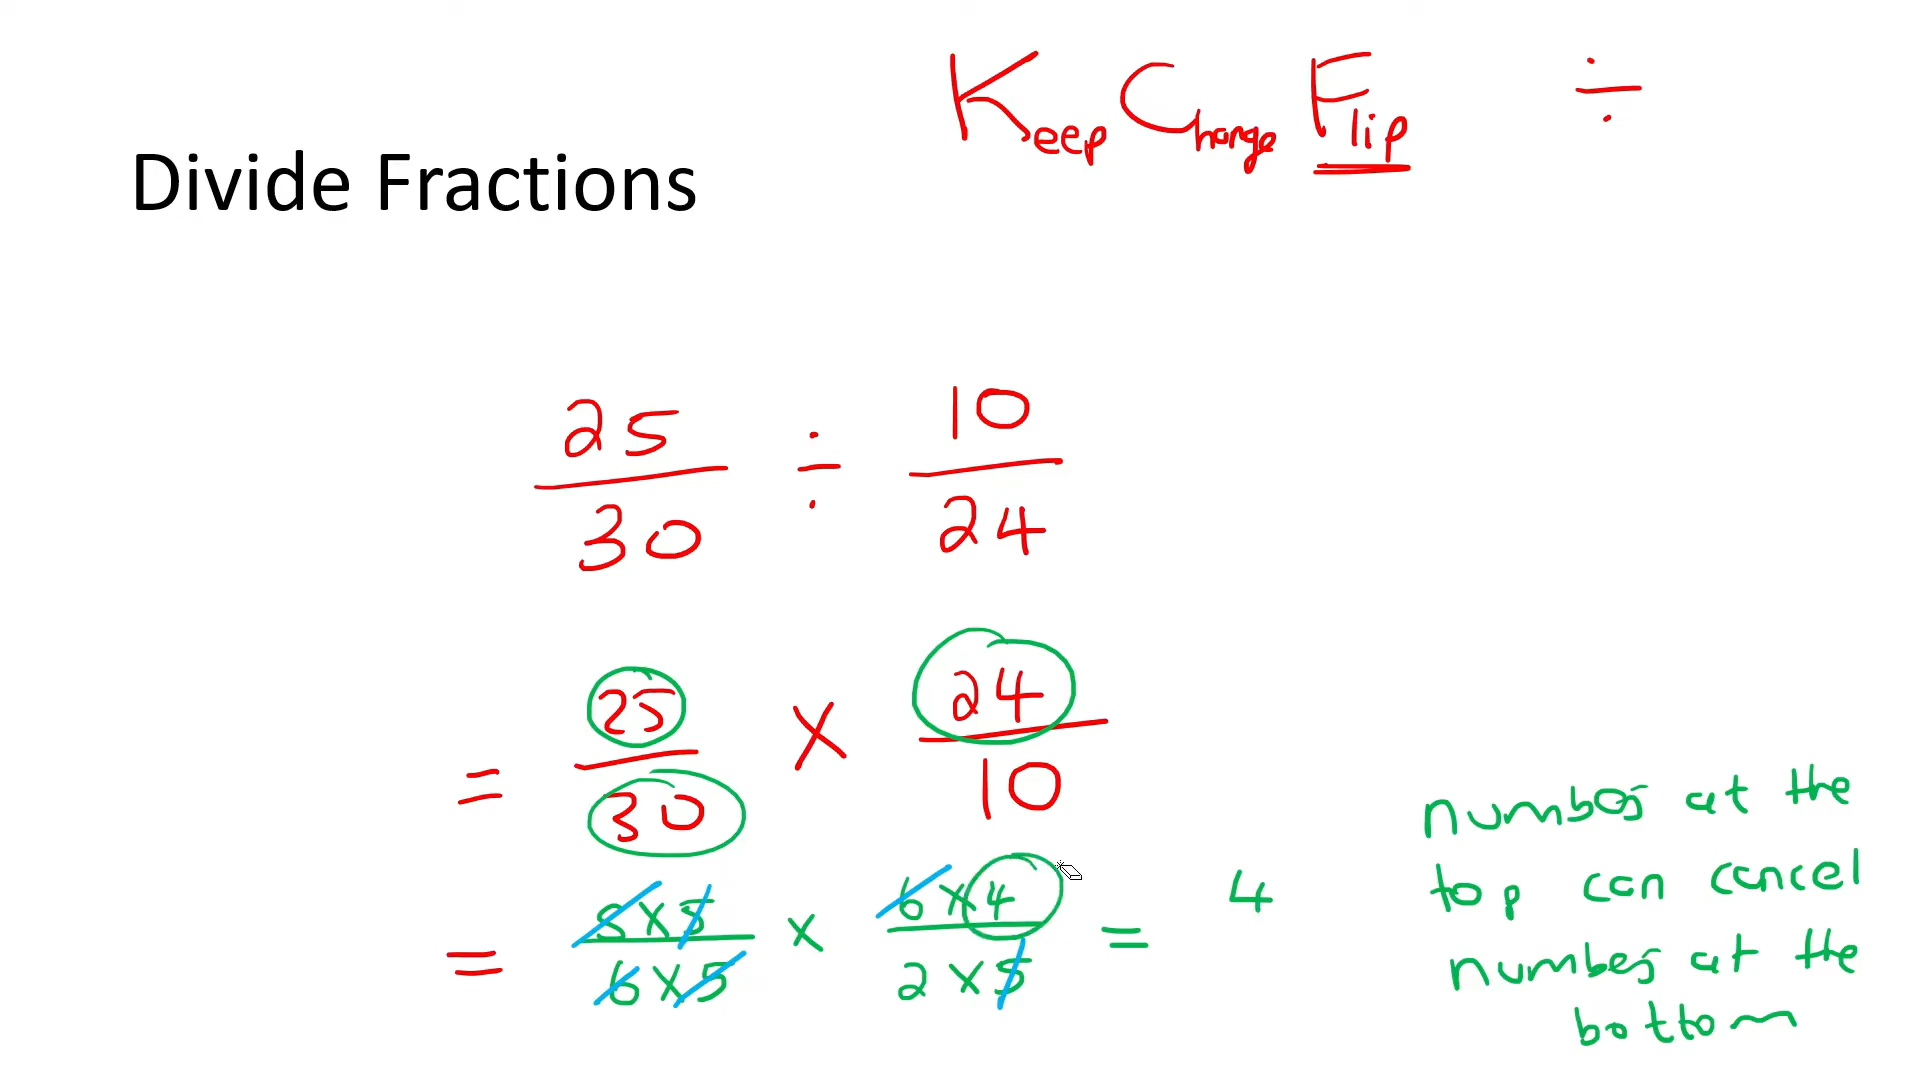 Keep Change Flip ÷
Divide Fractions
25/30 ÷ 10/24
= 25/30 × 24/10
= 5×5/6×5 × 6×4/2×5 = 4
numbers at the
top can cancel
numbers at the
bottom